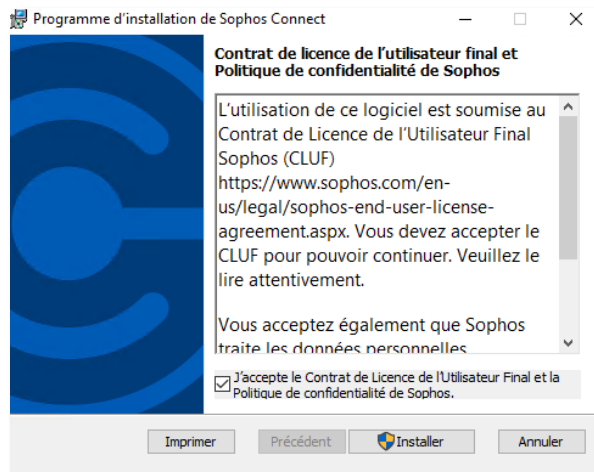 Programme d'installation de Sophos Connect
Contrat de licence de l'utilisateur final et
Politique de confidentialité de Sophos
L'utilisation de ce logiciel est soumise au
Contrat de Licence de l'Utilisateur Final
Sophos (CLUF)
https://www.sophos.com/en-
us/legal/sophos-end-user-license-
agreement.aspx. Vous devez accepter le
CLUF pour pouvoir continuer. Veuillez le
lire attentivement.
Vous acceptez également que Sophos
traite les données personnelles
J'accepte le Contrat de Licence de l'Utilisateur Final et la
Politique de confidentialité de Sophos.
Imprimer Précédent Installer Annuler